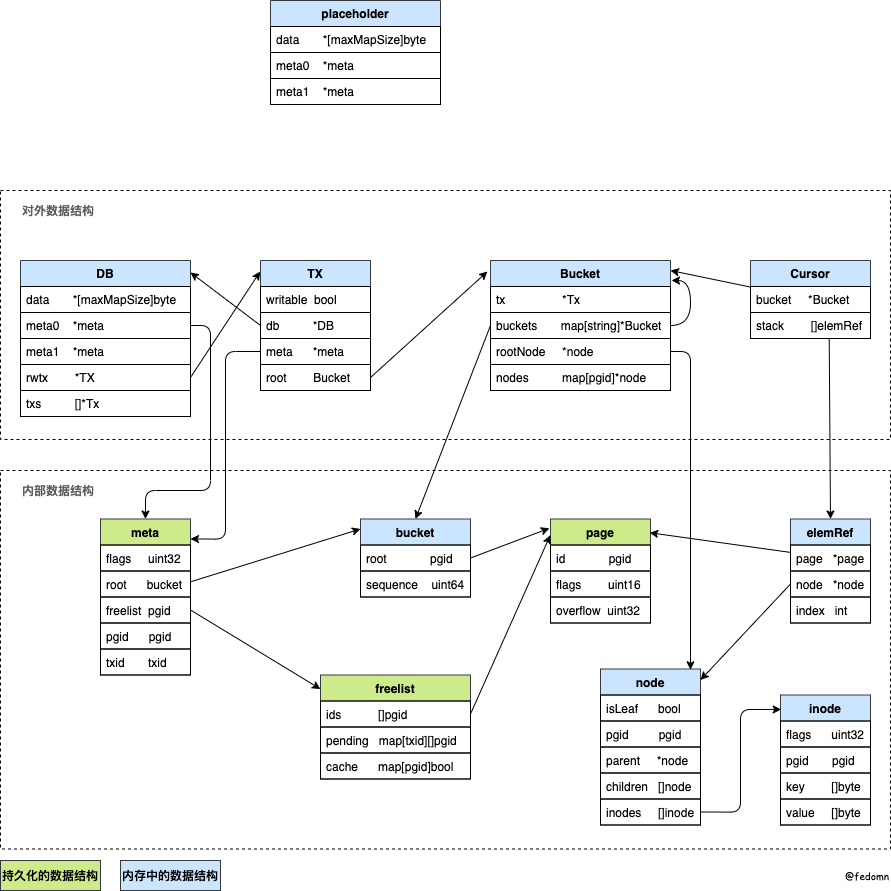 placeholder
data *[maxMapSize]byte
meta0 *meta
meta1 *meta
对外数据结构
DB
data *[maxMapSize]byte
meta0 *meta
meta1 *meta
rwtx *TX
txs []*Tx
TX
writable bool
db *DB
meta *meta
root Bucket
Bucket
tx *Tx
buckets map[string]*Bucket
rootNode *node
nodes map[pgid]*node
Cursor
bucket *Bucket
stack []elemRef
内部数据结构
meta
flags uint32
root bucket
freelist pgid
pgid pgid
txid txid
bucket
root pgid
sequence uint64
page
id pgid
flags uint16
overflow uint32
elemRef
page *page
node *node
index int
freelist
ids []pgid
pending map[txid][]pgid
cache map[pgid]bool
node
isLeaf bool
pgid pgid
parent *node
children []node
inodes []inode
inode
flags uint32
pgid pgid
key []byte
value []byte
持久化的数据结构
内存中的数据结构
@fedomn